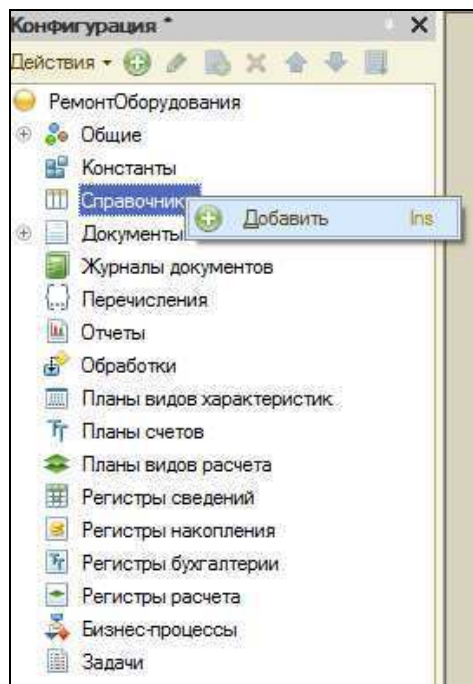 Конфигурация *
Действия
РемонтОборудования
Общие
Константы
Справочник
Добавить Ins
Документы
Журналы документов
Перечисления
Отчеты
Обработки
Планы видов характеристик
Планы счетов
Планы видов расчета
Регистры сведений
Регистры накопления
Регистры бухгалтерии
Регистры расчета
Бизнес-процессы
Задачи